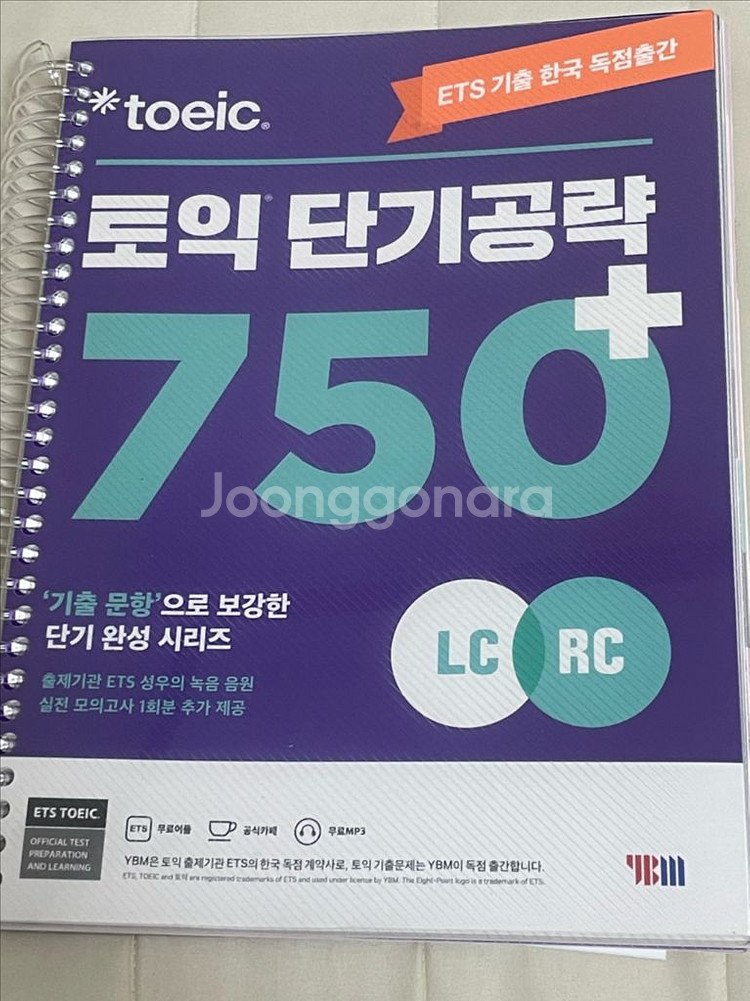 ETS 기출 한국 독점출간
toeic®
토익® 단기공략
750+
Joonggonara
'기출 문항'으로 보강한
단기 완성 시리즈
출제기관 ETS 성우의 녹음 음원
실전 모의고사 1회분 추가 제공
LC RC
ETS TOEIC®
OFFICIAL TEST
PREPARATION
AND LEARNING
ETS 무료어플 공식카페 무료MP3
YBM은 토익 출제기관 ETS의 한국 독점 계약사로, 토익 기출문제는 YBM이 독점 출간합니다.
ETS, TOEIC and 토익 are registered trademarks of ETS and used under license by YBM. The Eight-Point logo is a trademark of ETS.
YBM